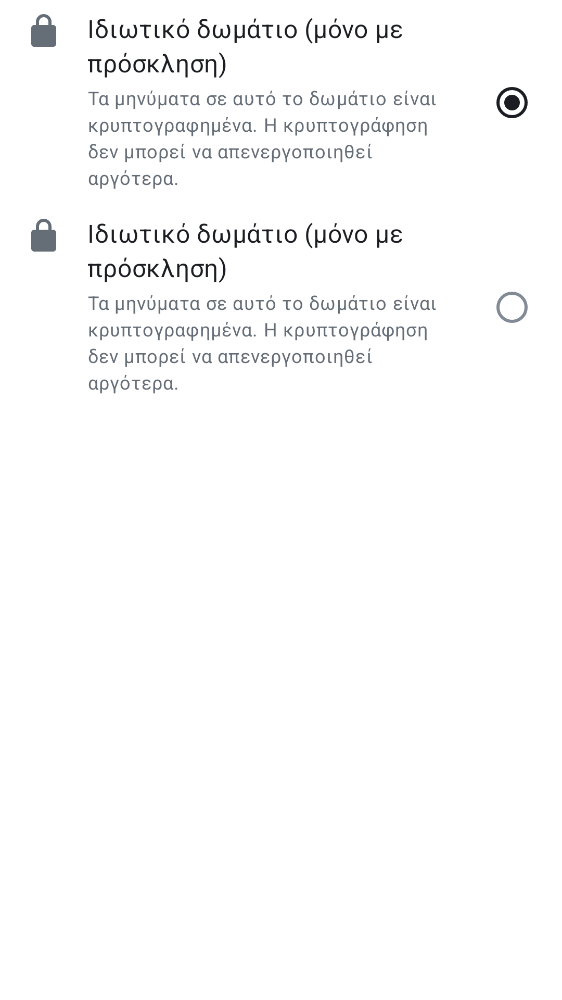 Ιδιωτικό δωμάτιο (μόνο με
πρόσκληση)
Τα μηνύματα σε αυτό το δωμάτιο είναι
κρυπτογραφημένα. Η κρυπτογράφηση
δεν μπορεί να απενεργοποιηθεί
αργότερα.
Ιδιωτικό δωμάτιο (μόνο με
πρόσκληση)
Τα μηνύματα σε αυτό το δωμάτιο είναι
κρυπτογραφημένα. Η κρυπτογράφηση
δεν μπορεί να απενεργοποιηθεί
αργότερα.